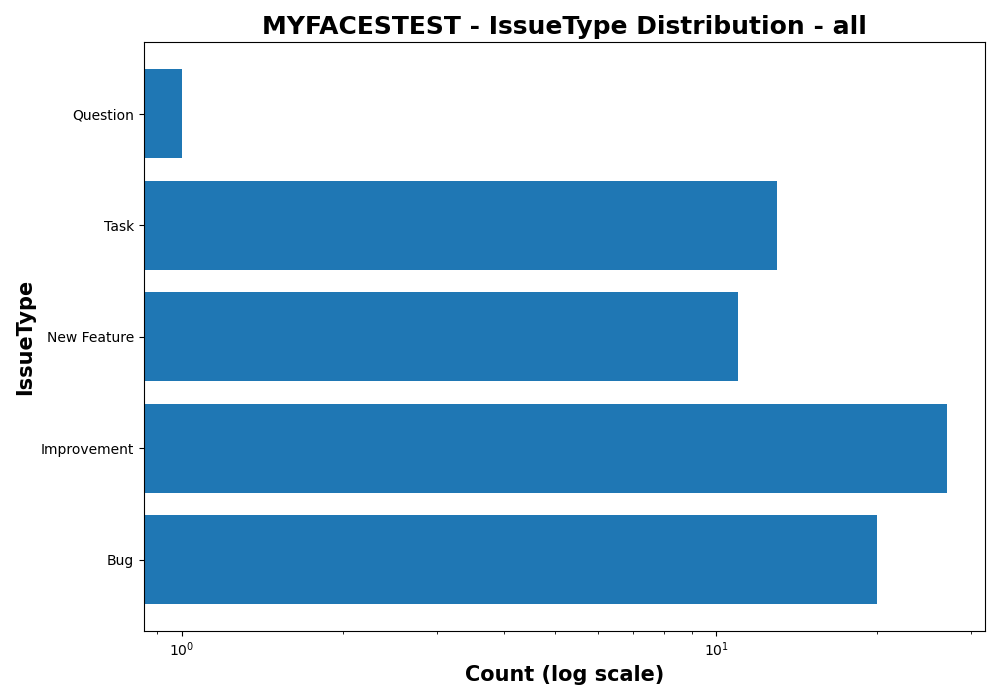 MYFACESTEST - IssueType Distribution - all
Question
Task
New Feature
Improvement
Bug
IssueType
10⁰
10¹
Count (log scale)